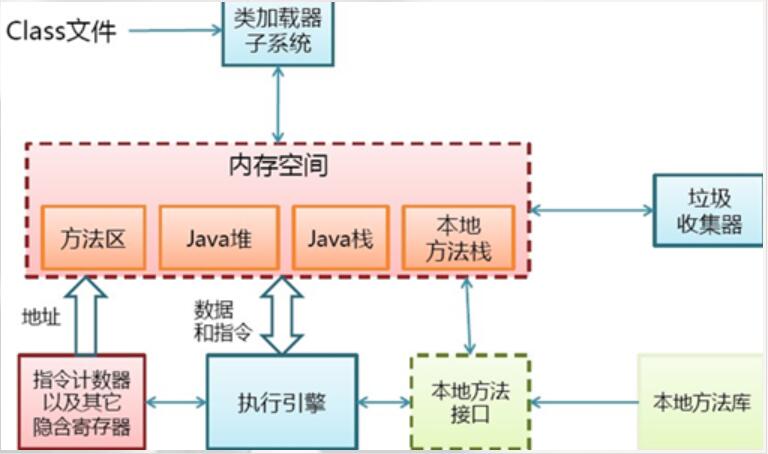 Class文件
类加载器
子系统
内存空间
方法区
Java堆
Java栈
本地
方法栈
垃圾
收集器
地址
数据
和指令
指令计数器
以及其它
隐含寄存器
执行引擎
本地方法
接口
本地方法库